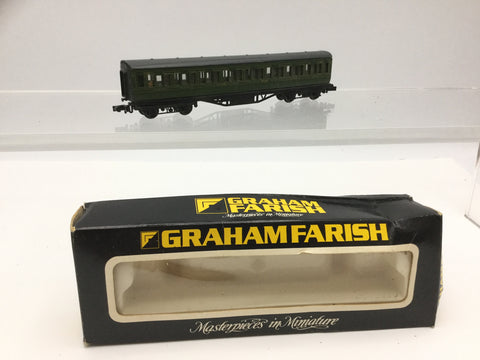 GRAHAM
FARISH
Masterpieces in Miniature
GRAHAM FARISH
Masterpieces in Miniature